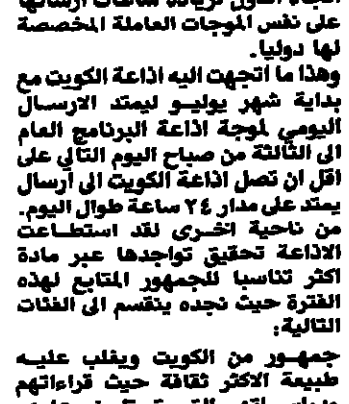 لزيادة ساعات ارسالها
على نفس الموجات العاملة المخصصة
لها دوليا.
وهذا ما اتجهت اليه اذاعة الكويت مع
بداية شهر يوليو ليمتد الارسال
اليومي لموجة اذاعة البرنامج العام
الى الثالثة من صباح اليوم التالي على
اقل ان تصل اذاعة الكويت الى ارسال
يمتد على مدار ٢٤ ساعة طوال اليوم.
من ناحية اخرى لقد استطاعت
الاذاعة تحقيق تواجدها عبر مادة
اكثر تناسبا للجمهور المتابع لهذه
الفترة حيث نجده ينقسم الى الفئات
التالية:
جمهور من الكويت ويغلب عليه
طبيعة الاكثر ثقافة حيث قراءاتهم